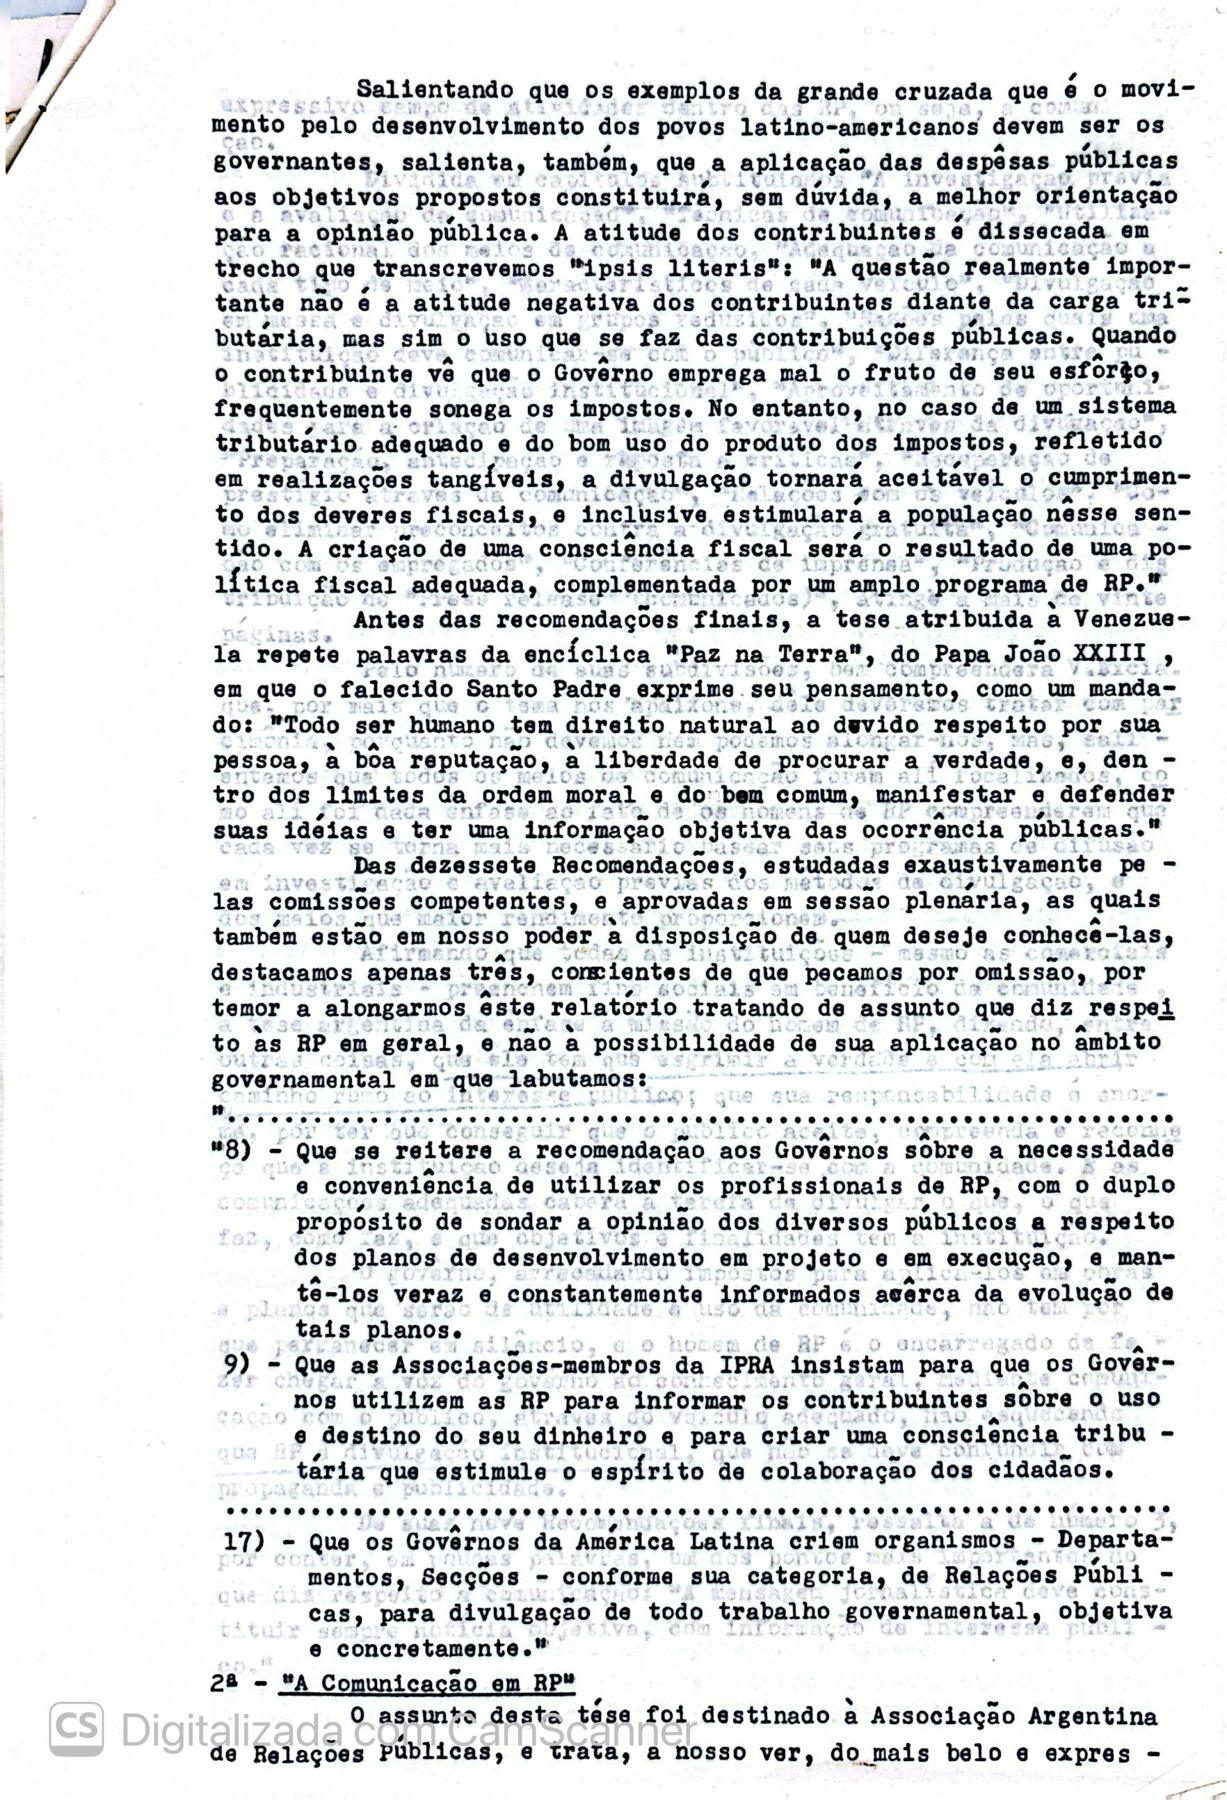 Salientando que os exemplos da grande cruzada que é o movi-
mento pelo desenvolvimento dos povos latino-americanos devem ser os
governantes, salienta, também, que a aplicação das despêsas públicas
aos objetivos propostos constituirá, sem dúvida, a melhor orientação
para a opinião pública. A atitude dos contribuintes é dissecada em
trecho que transcrevemos "ipsis literis": "A questão realmente impor-
tante não é a atitude negativa dos contribuintes diante da carga tri-
butária, mas sim o uso que se faz das contribuições públicas. Quando
o contribuinte vê que o Govêrno emprega mal o fruto de seu esfôrço,
frequentemente sonega os impostos. No entanto, no caso de um sistema
tributário adequado e do bom uso do produto dos impostos, refletido
em realizações tangíveis, a divulgação tornará aceitável o cumprimen-
to dos deveres fiscais, e inclusive estimulará a população nêsse sen-
tido. A criação de uma consciência fiscal será o resultado de uma po-
lítica fiscal adequada, complementada por um amplo programa de RP."
Antes das recomendações finais, a tese atribuida à Venezue-
la repete palavras da encíclica "Paz na Terra", do Papa João XXIII ,
em que o falecido Santo Padre exprime seu pensamento, como um manda-
do: "Todo ser humano tem direito natural ao devido respeito por sua
pessoa, à bôa reputação, à liberdade de procurar a verdade, e, den -
tro dos limites da ordem moral e do bem comum, manifestar e defender
suas idéias e ter uma informação objetiva das ocorrência públicas."
Das dezessete Recomendações, estudadas exaustivamente pe -
las comissões competentes, e aprovadas em sessão plenária, as quais
também estão em nosso poder à disposição de quem deseje conhecê-las,
destacamos apenas três, conscientes de que pecamos por omissão, por
temor a alongarmos êste relatório tratando de assunto que diz respei
to às RP em geral, e não à possibilidade de sua aplicação no âmbito
governamental em que labutamos:
"..............................................................
"8) - Que se reitere a recomendação aos Govêrnos sôbre a necessidade
e conveniência de utilizar os profissionais de RP, com o duplo
propósito de sondar a opinião dos diversos públicos a respeito
dos planos de desenvolvimento em projeto e em execução, e man-
tê-los veraz e constantemente informados acêrca da evolução de
tais planos.
9) - Que as Associações-membros da IPRA insistam para que os Govêr-
nos utilizem as RP para informar os contribuintes sôbre o uso
e destino do seu dinheiro e para criar uma consciência tribu -
tária que estimule o espírito de colaboração dos cidadãos.
..............................................................
17) - Que os Govêrnos da América Latina criem organismos - Departa-
mentos, Secções - conforme sua categoria, de Relações Públi -
cas, para divulgação de todo trabalho governamental, objetiva
e concretamente."
2ª - "A Comunicação em RP"
O assunto desta tése foi destinado à Associação Argentina
de Relações Públicas, e trata, a nosso ver, do mais belo e expres -
CS Digitalizada com CamScanner